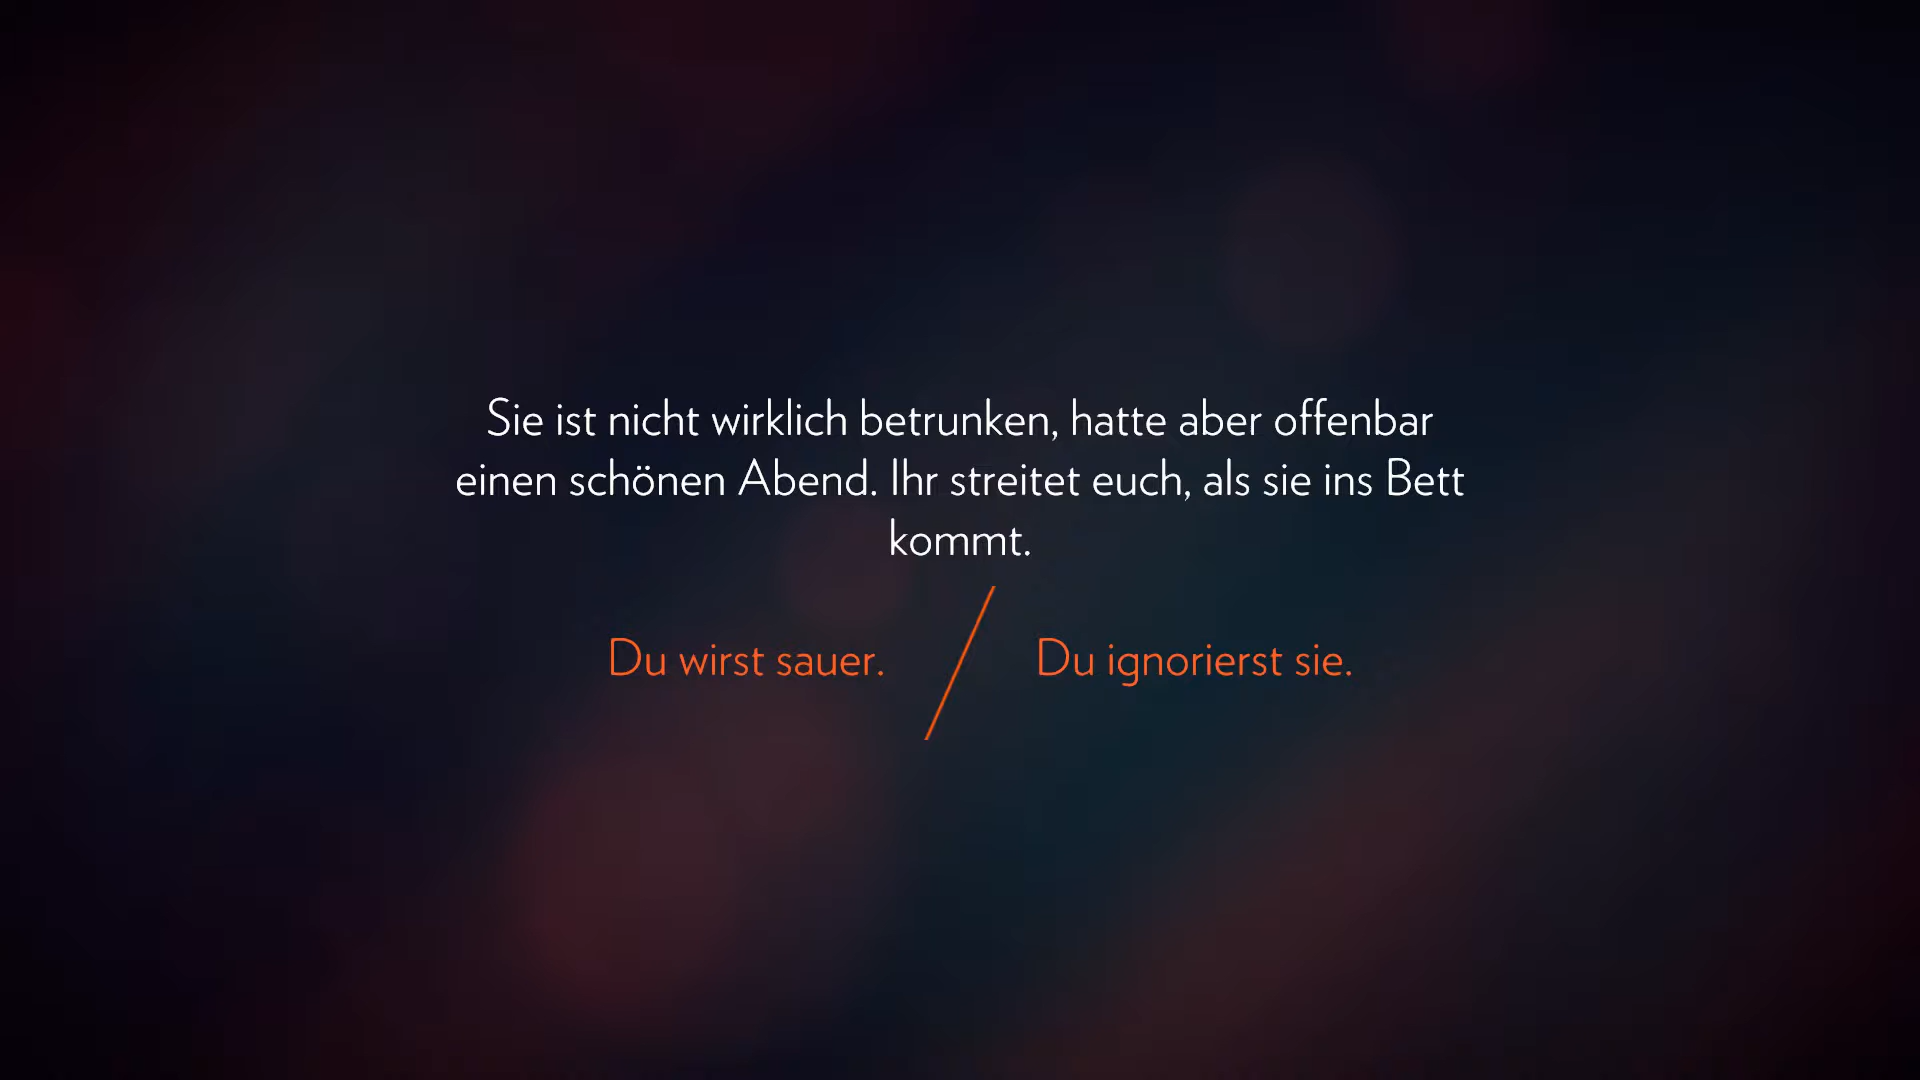 Sie ist nicht wirklich betrunken, hatte aber offenbar
einen schönen Abend. Ihr streitet euch, als sie ins Bett
kommt.
Du wirst sauer.
Du ignorierst sie.